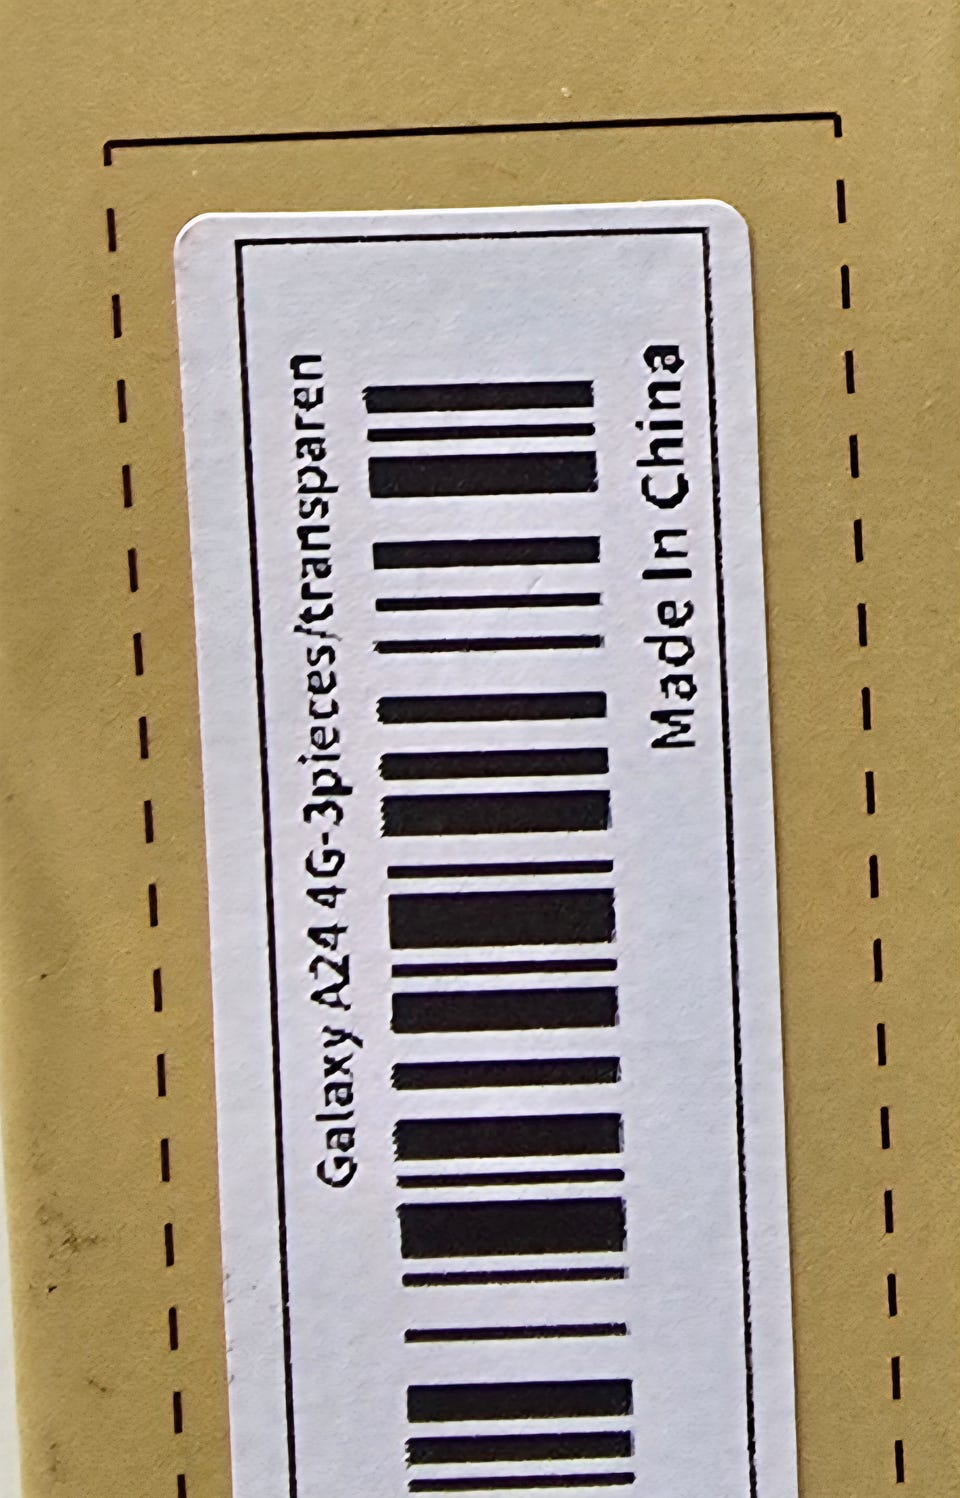 Galaxy A24 4G-3pieces/transparen
Made In China